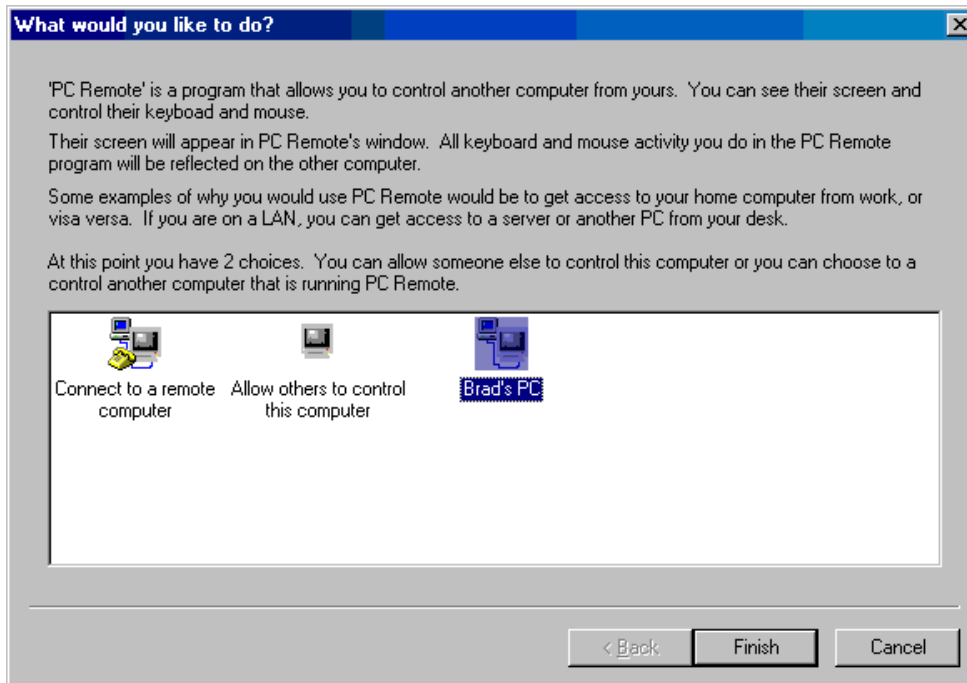 What would you like to do?
'PC Remote' is a program that allows you to control another computer from yours.  You can see their screen and
control their keyboad and mouse.
Their screen will appear in PC Remote's window.  All keyboard and mouse activity you do in the PC Remote
program will be reflected on the other computer.
Some examples of why you would use PC Remote would be to get access to your home computer from work, or
visa versa.  If you are on a LAN, you can get access to a server or another PC from your desk.
At this point you have 2 choices.  You can allow someone else to control this computer or you can choose to a
control another computer that is running PC Remote.
Connect to a remote
computer
Allow others to control
this computer
Brad's PC
< Back
Finish
Cancel